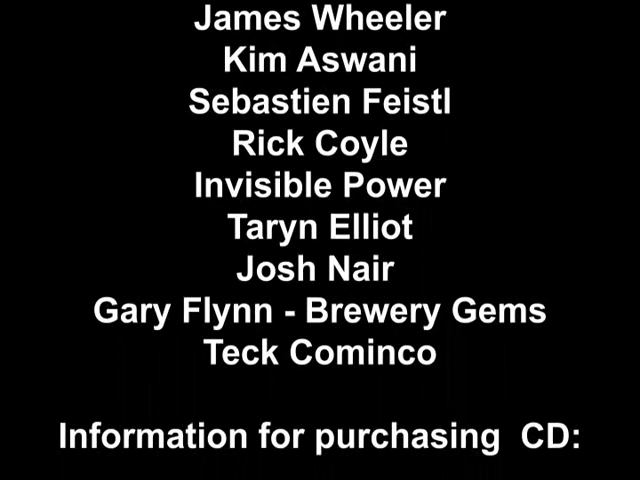 James Wheeler
Kim Aswani
Sebastien Feistl
Rick Coyle
Invisible Power
Taryn Elliot
Josh Nair
Gary Flynn - Brewery Gems
Teck Cominco
Information for purchasing  CD: